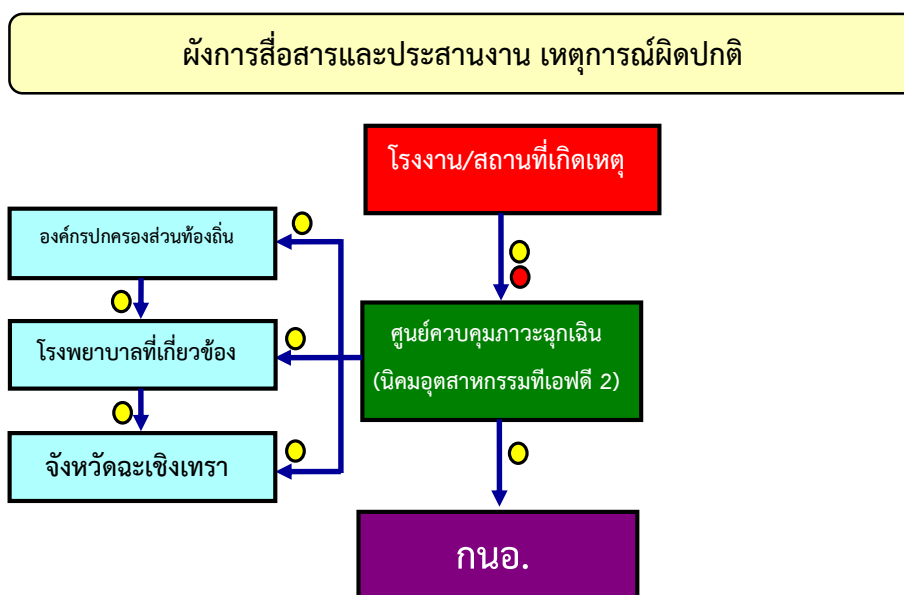 ผังการสื่อสารและประสานงาน เหตุการณ์ผิดปกติ
โรงงาน/สถานที่เกิดเหตุ
องค์กรปกครองส่วนท้องถิ่น
โรงพยาบาลที่เกี่ยวข้อง
จังหวัดฉะเชิงเทรา
ศูนย์ควบคุมภาวะฉุกเฉิน
(นิคมอุตสาหกรรมทีเอฟดี 2)
กนอ.